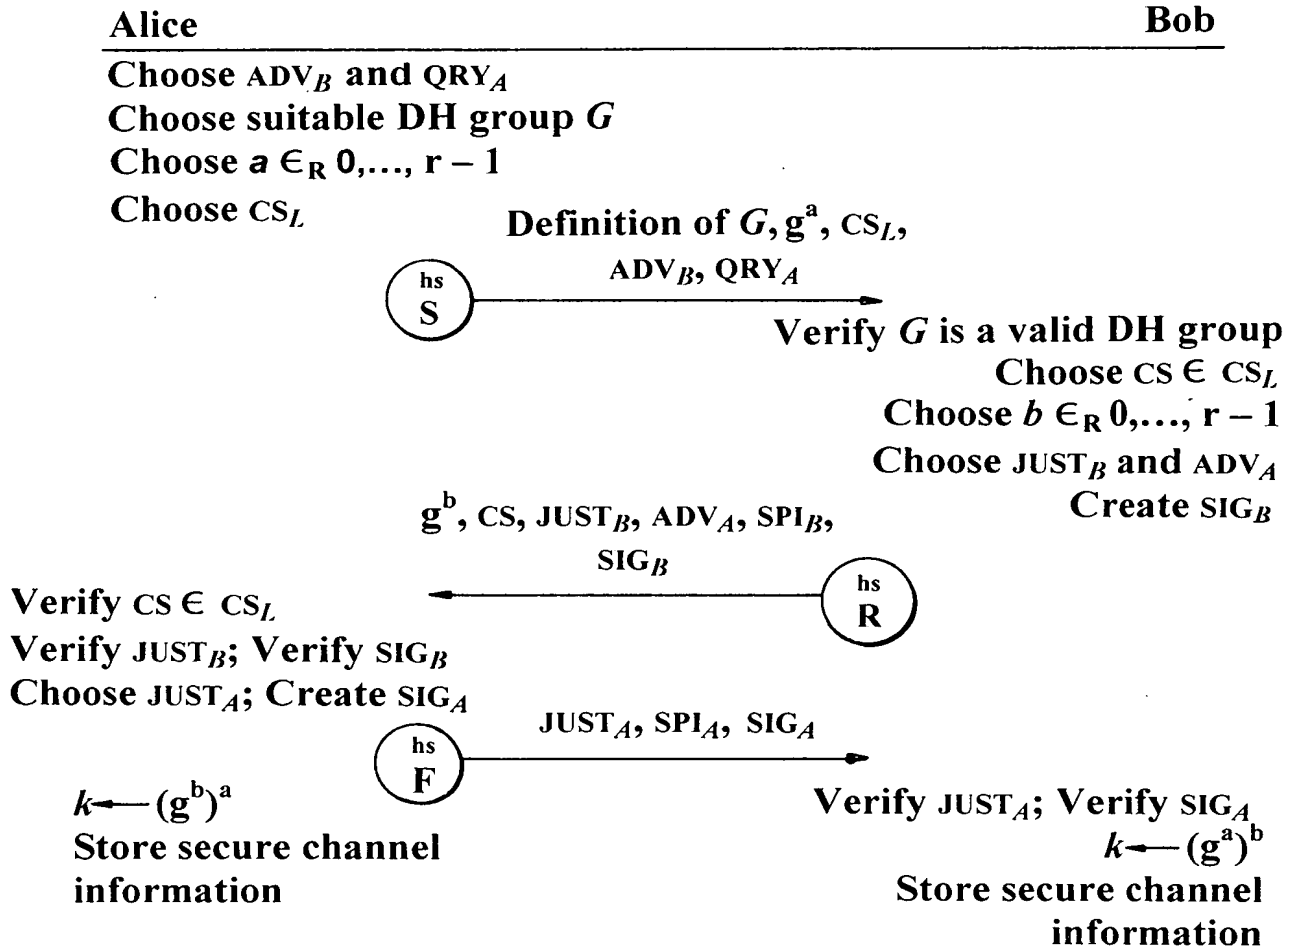 Alice Bob
Choose ADV_B and QRY_A
Choose suitable DH group G
Choose a ∈_R 0,..., r – 1
Choose CS_L
Definition of G, g^a, CS_L,
ADV_B, QRY_A
hs
S
Verify G is a valid DH group
Choose CS ∈ CS_L
Choose b ∈_R 0,..., r – 1
Choose JUST_B and ADV_A
Create SIG_B
g^b, CS, JUST_B, ADV_A, SPI_B,
SIG_B
hs
R
Verify CS ∈ CS_L
Verify JUST_B; Verify SIG_B
Choose JUST_A; Create SIG_A
JUST_A, SPI_A, SIG_A
hs
F
k ← (g^b)^a
Store secure channel
information
Verify JUST_A; Verify SIG_A
k ← (g^a)^b
Store secure channel
information